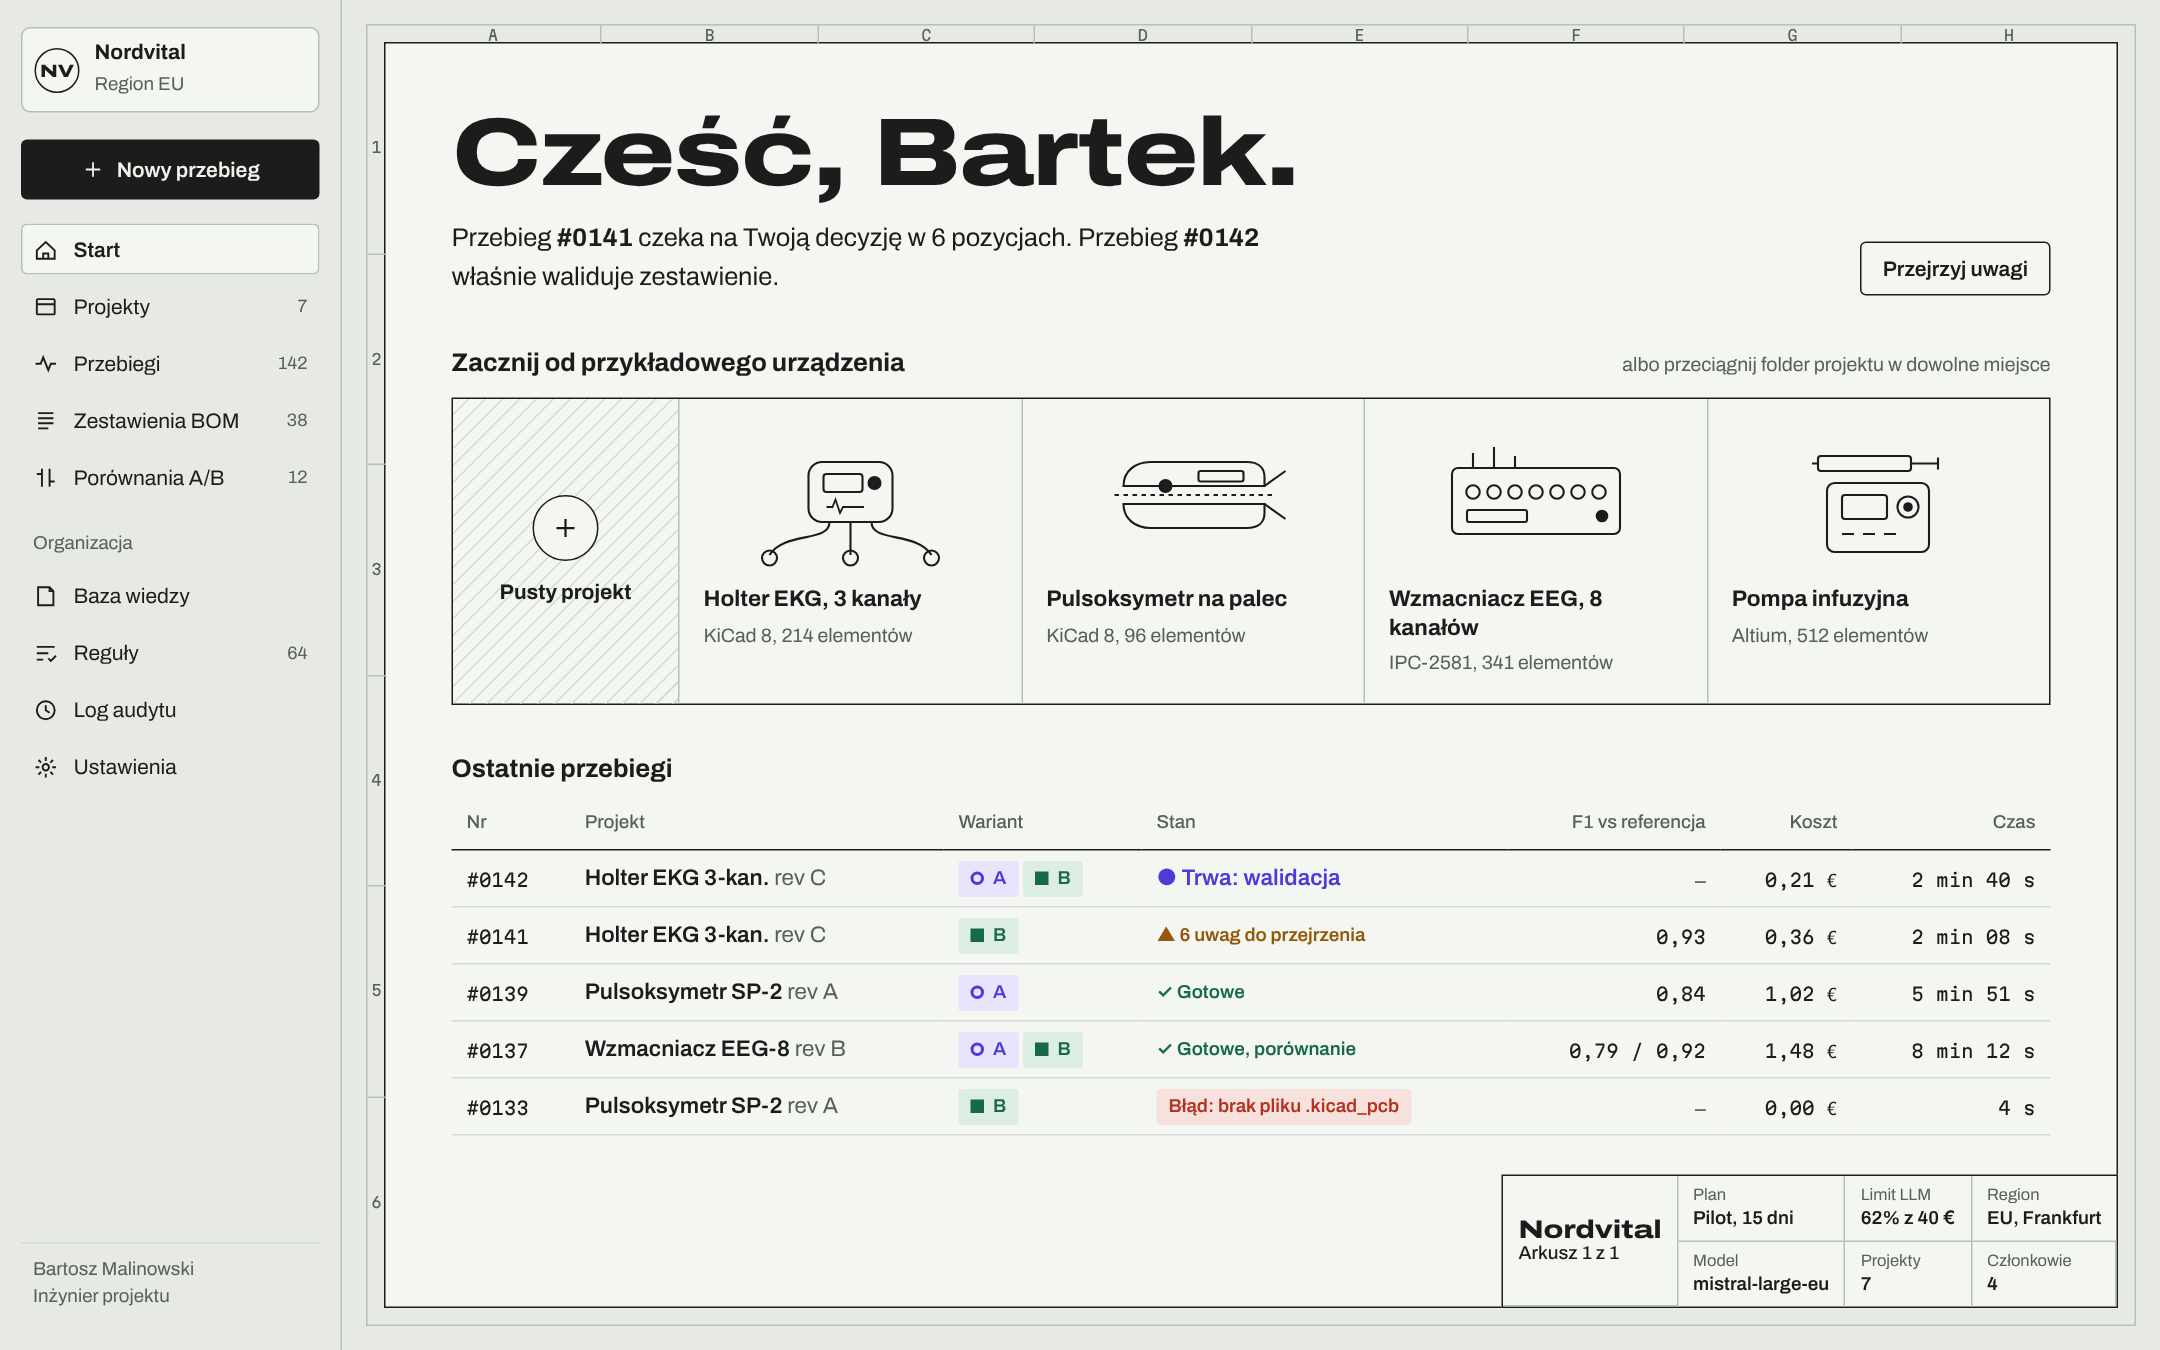 NV
Nordvital
Region EU
+ Nowy przebieg
Start
Projekty 7
Przebiegi 142
Zestawienia BOM 38
Porównania A/B 12
Organizacja
Baza wiedzy
Reguły 64
Log audytu
Ustawienia
Bartosz Malinowski
Inżynier projektu
A B C D E F G H
1
2
3
4
5
6
Cześć, Bartek.
Przebieg #0141 czeka na Twoją decyzję w 6 pozycjach. Przebieg #0142
właśnie waliduje zestawienie.
Przejrzyj uwagi
Zacznij od przykładowego urządzenia
albo przeciągnij folder projektu w dowolne miejsce
+
Pusty projekt
Holter EKG, 3 kanały
KiCad 8, 214 elementów
Pulsoksymetr na palec
KiCad 8, 96 elementów
Wzmacniacz EEG, 8
kanałów
IPC-2581, 341 elementów
Pompa infuzyjna
Altium, 512 elementów
Ostatnie przebiegi
Nr Projekt Wariant Stan F1 vs referencja Koszt Czas
#0142 Holter EKG 3-kan. rev C A B Trwa: walidacja – 0,21 € 2 min 40 s
#0141 Holter EKG 3-kan. rev C B 6 uwag do przejrzenia 0,93 0,36 € 2 min 08 s
#0139 Pulsoksymetr SP-2 rev A A Gotowe 0,84 1,02 € 5 min 51 s
#0137 Wzmacniacz EEG-8 rev B A B Gotowe, porównanie 0,79 / 0,92 1,48 € 8 min 12 s
#0133 Pulsoksymetr SP-2 rev A B Błąd: brak pliku .kicad_pcb – 0,00 € 4 s
Nordvital
Arkusz 1 z 1
Plan
Pilot, 15 dni
Limit LLM
62% z 40 €
Region
EU, Frankfurt
Model
mistral-large-eu
Projekty
7
Członkowie
4